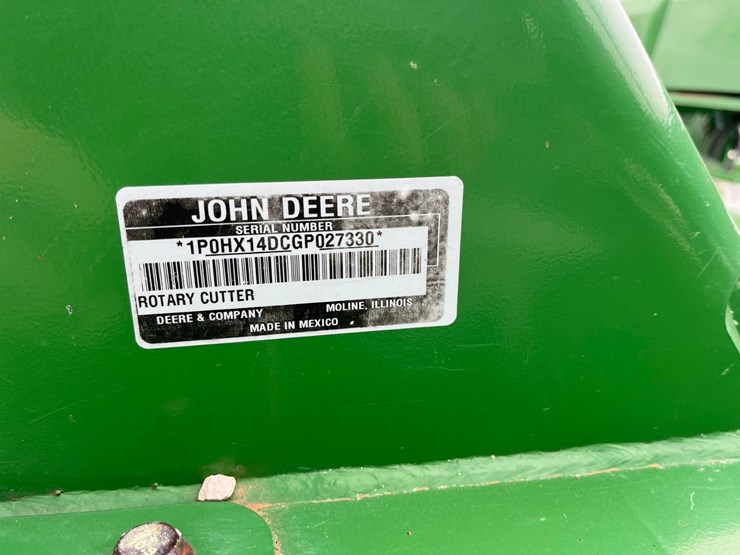 JOHN DEERE
SERIAL NUMBER
*1P0HX14DCGP027330*
ROTARY CUTTER
DEERE & COMPANY MOLINE, ILLINOIS
MADE IN MEXICO